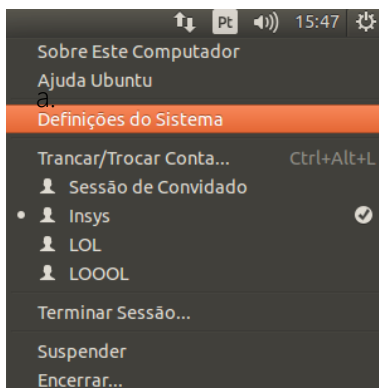 Pt 15:47
Sobre Este Computador
Ajuda Ubuntu
a.
Definições do Sistema
Trancar/Trocar Conta... Ctrl+Alt+L
Sessão de Convidado
Insys
LOL
LOOOL
Terminar Sessão...
Suspender
Encerrar...